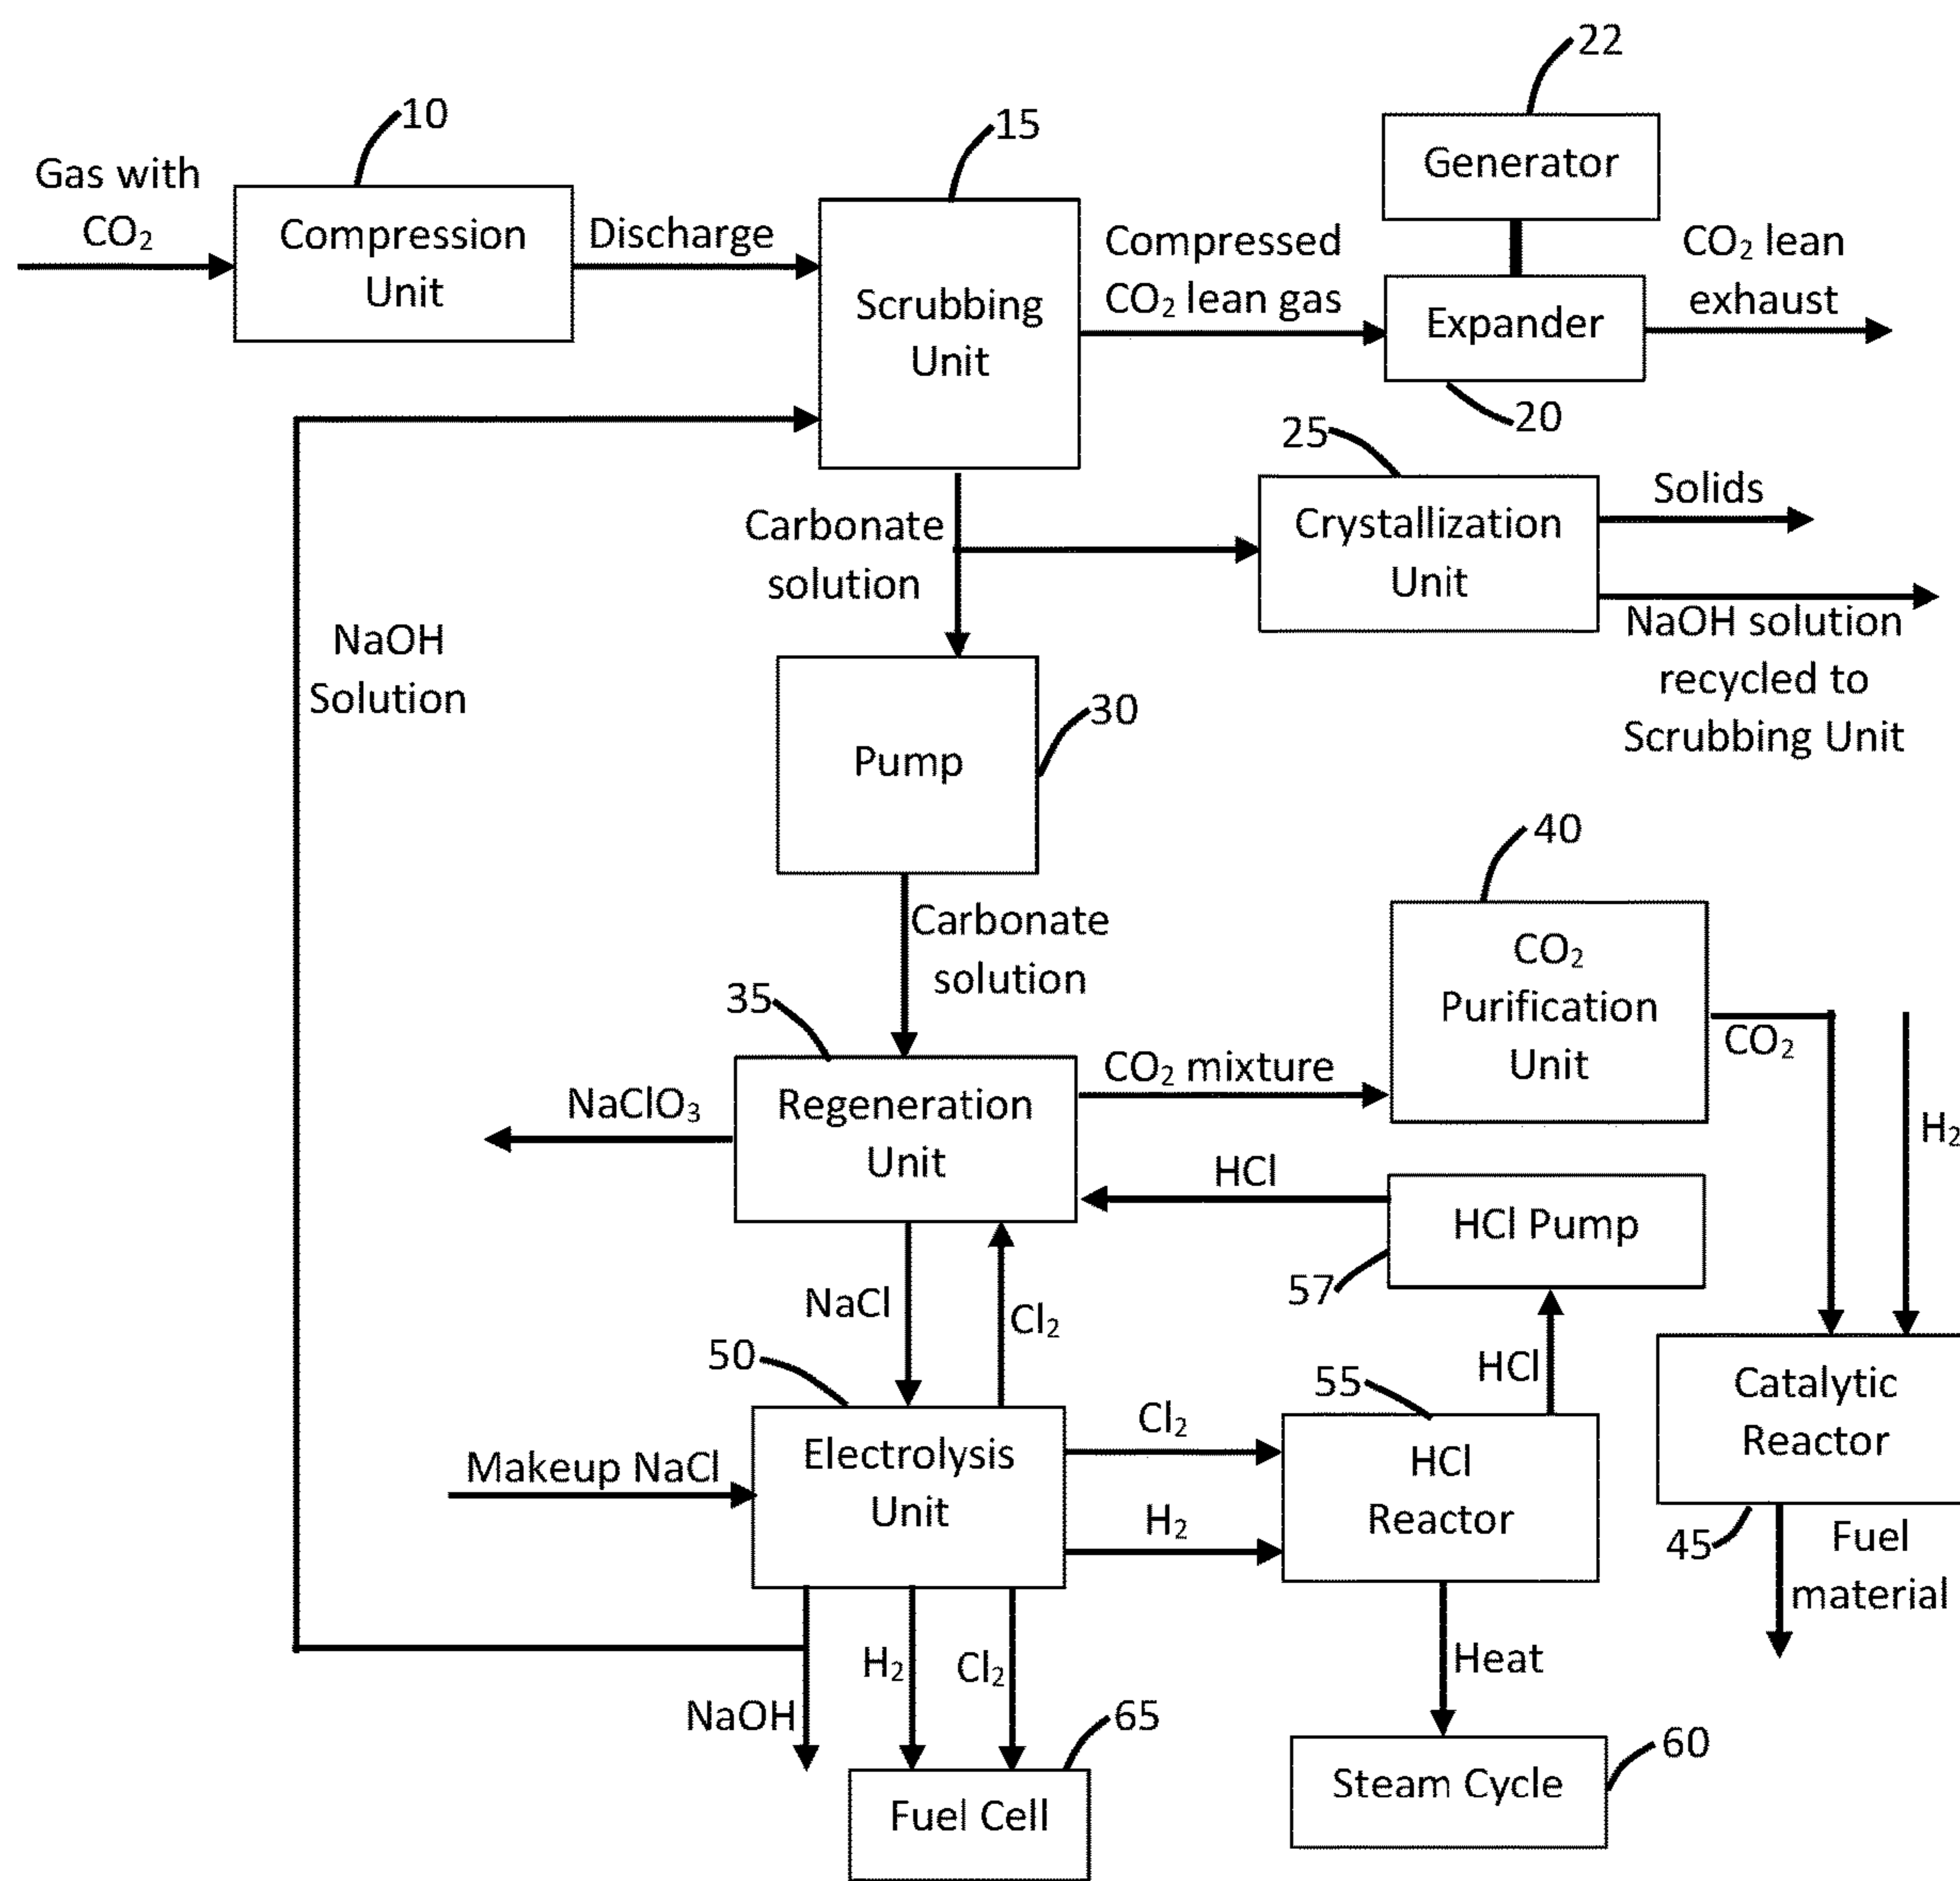 22
10
15
Generator
Gas with
CO₂
Compression
Unit
Discharge
Scrubbing
Unit
Compressed
CO₂ lean gas
Expander
CO₂ lean
exhaust
20
25
Carbonate
solution
Crystallization
Unit
Solids
NaOH solution
recycled to
Scrubbing Unit
NaOH
Solution
Pump
30
40
Carbonate
solution
CO₂
Purification
Unit
CO₂
H₂
35
NaClO₃
Regeneration
Unit
CO₂ mixture
HCl
HCl Pump
57
NaCl
Cl₂
50
HCl
55
Catalytic
Reactor
Makeup NaCl
Electrolysis
Unit
Cl₂
H₂
HCl
Reactor
45
Fuel
material
NaOH
H₂
Cl₂
65
Heat
60
Fuel Cell
Steam Cycle